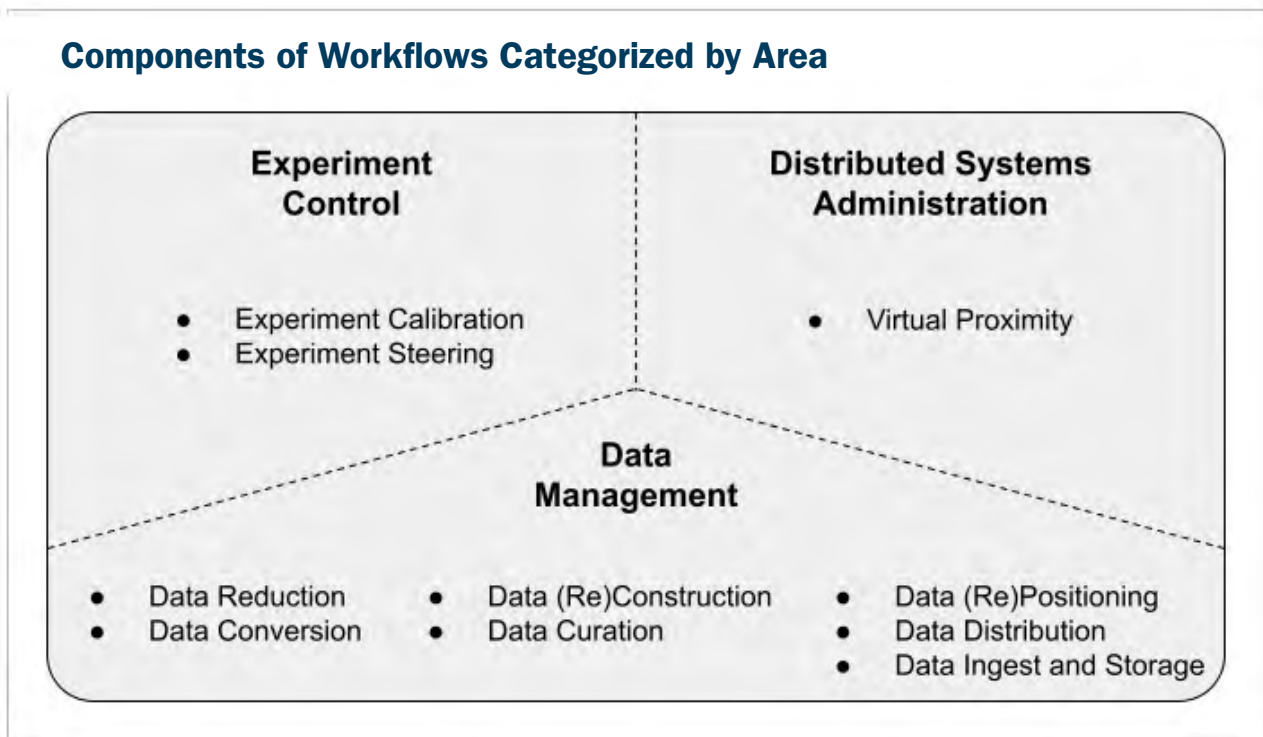 Components of Workflows Categorized by Area
Experiment
Control
● Experiment Calibration
● Experiment Steering
Distributed Systems
Administration
● Virtual Proximity
Data
Management
● Data Reduction
● Data Conversion
● Data (Re)Construction
● Data Curation
● Data (Re)Positioning
● Data Distribution
● Data Ingest and Storage